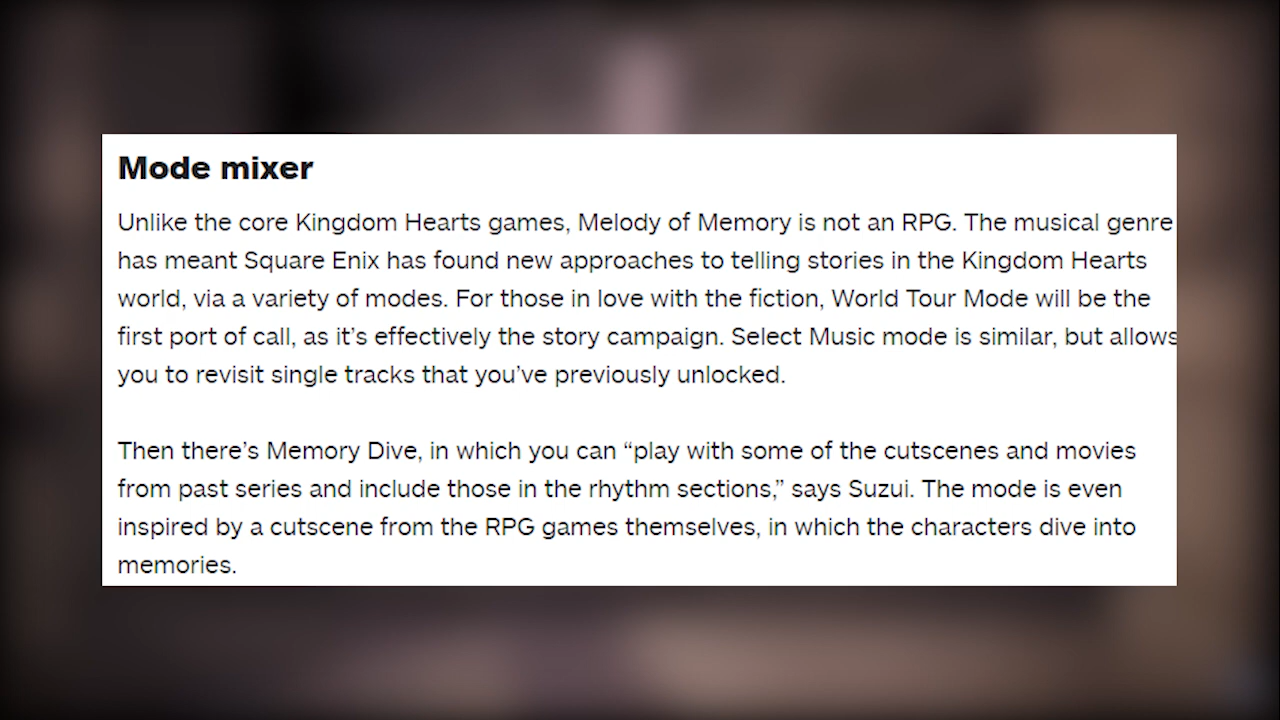 Mode mixer
Unlike the core Kingdom Hearts games, Melody of Memory is not an RPG. The musical genre
has meant Square Enix has found new approaches to telling stories in the Kingdom Hearts
world, via a variety of modes. For those in love with the fiction, World Tour Mode will be the
first port of call, as it’s effectively the story campaign. Select Music mode is similar, but allows
you to revisit single tracks that you’ve previously unlocked.
Then there’s Memory Dive, in which you can “play with some of the cutscenes and movies
from past series and include those in the rhythm sections,” says Suzui. The mode is even
inspired by a cutscene from the RPG games themselves, in which the characters dive into
memories.